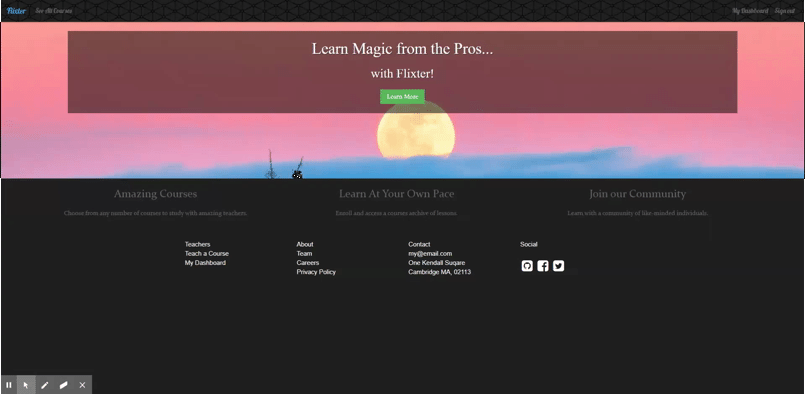 Flixter See All Courses My Dashboard Sign out
Learn Magic from the Pros...
with Flixter!
Learn More
Amazing Courses
Choose from any number of courses to study with amazing teachers.
Learn At Your Own Pace
Enroll and access a courses archive of lessons.
Join our Community
Learn with a community of like-minded individuals.
Teachers
Teach a Course
My Dashboard
About
Team
Careers
Privacy Policy
Contact
my@email.com
One Kendall Suqare
Cambridge MA, 02113
Social